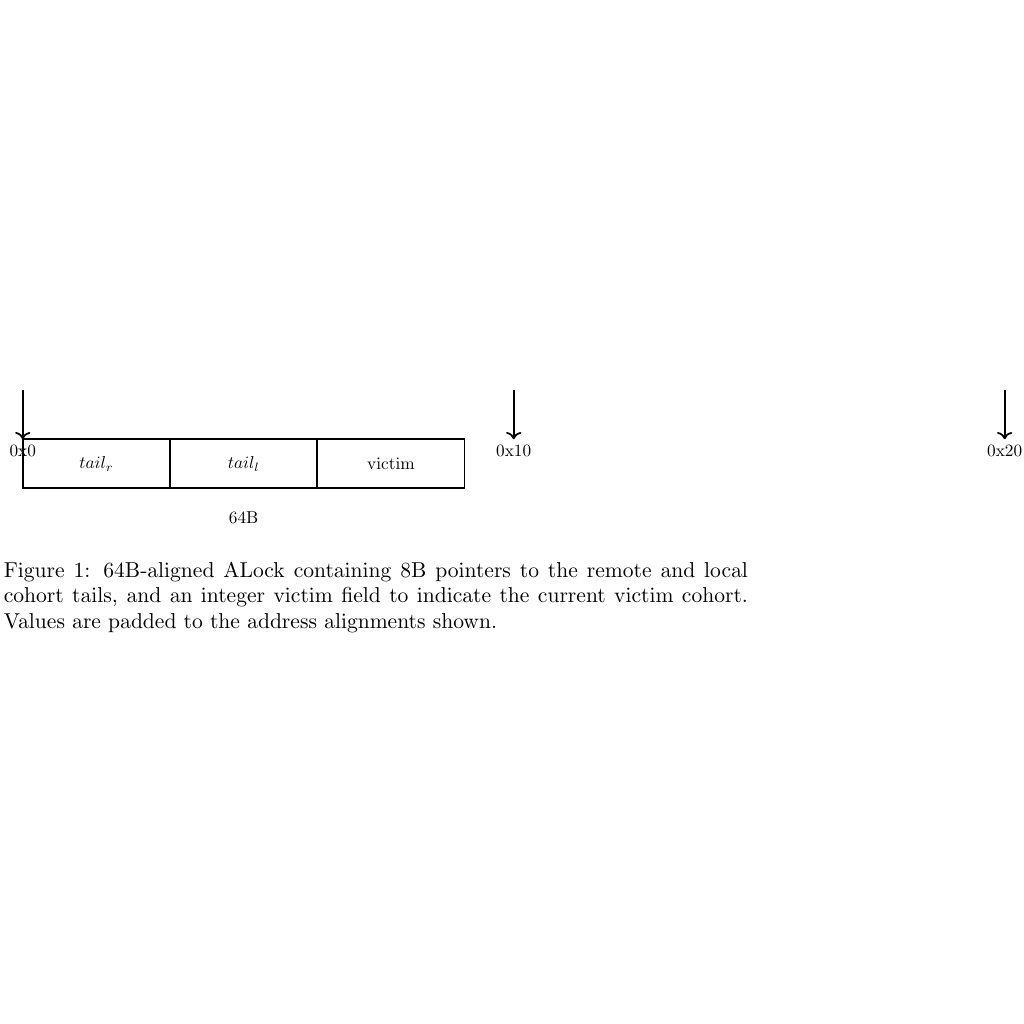 0x0 0x10 0x20
tail_r tail_l victim
64B
Figure 1: 64B-aligned ALock containing 8B pointers to the remote and local
cohort tails, and an integer victim field to indicate the current victim cohort.
Values are padded to the address alignments shown.